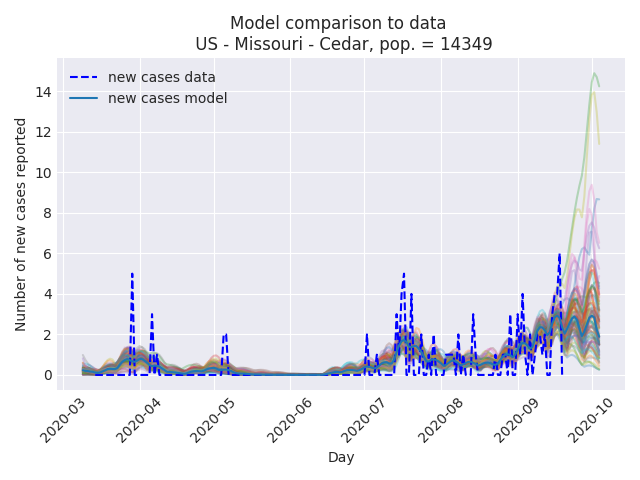 Model comparison to data
US - Missouri - Cedar, pop. = 14349
new cases data
new cases model
Number of new cases reported
14
12
10
8
6
4
2
0
2020-03
2020-04
2020-05
2020-06
2020-07
2020-08
2020-09
2020-10
Day